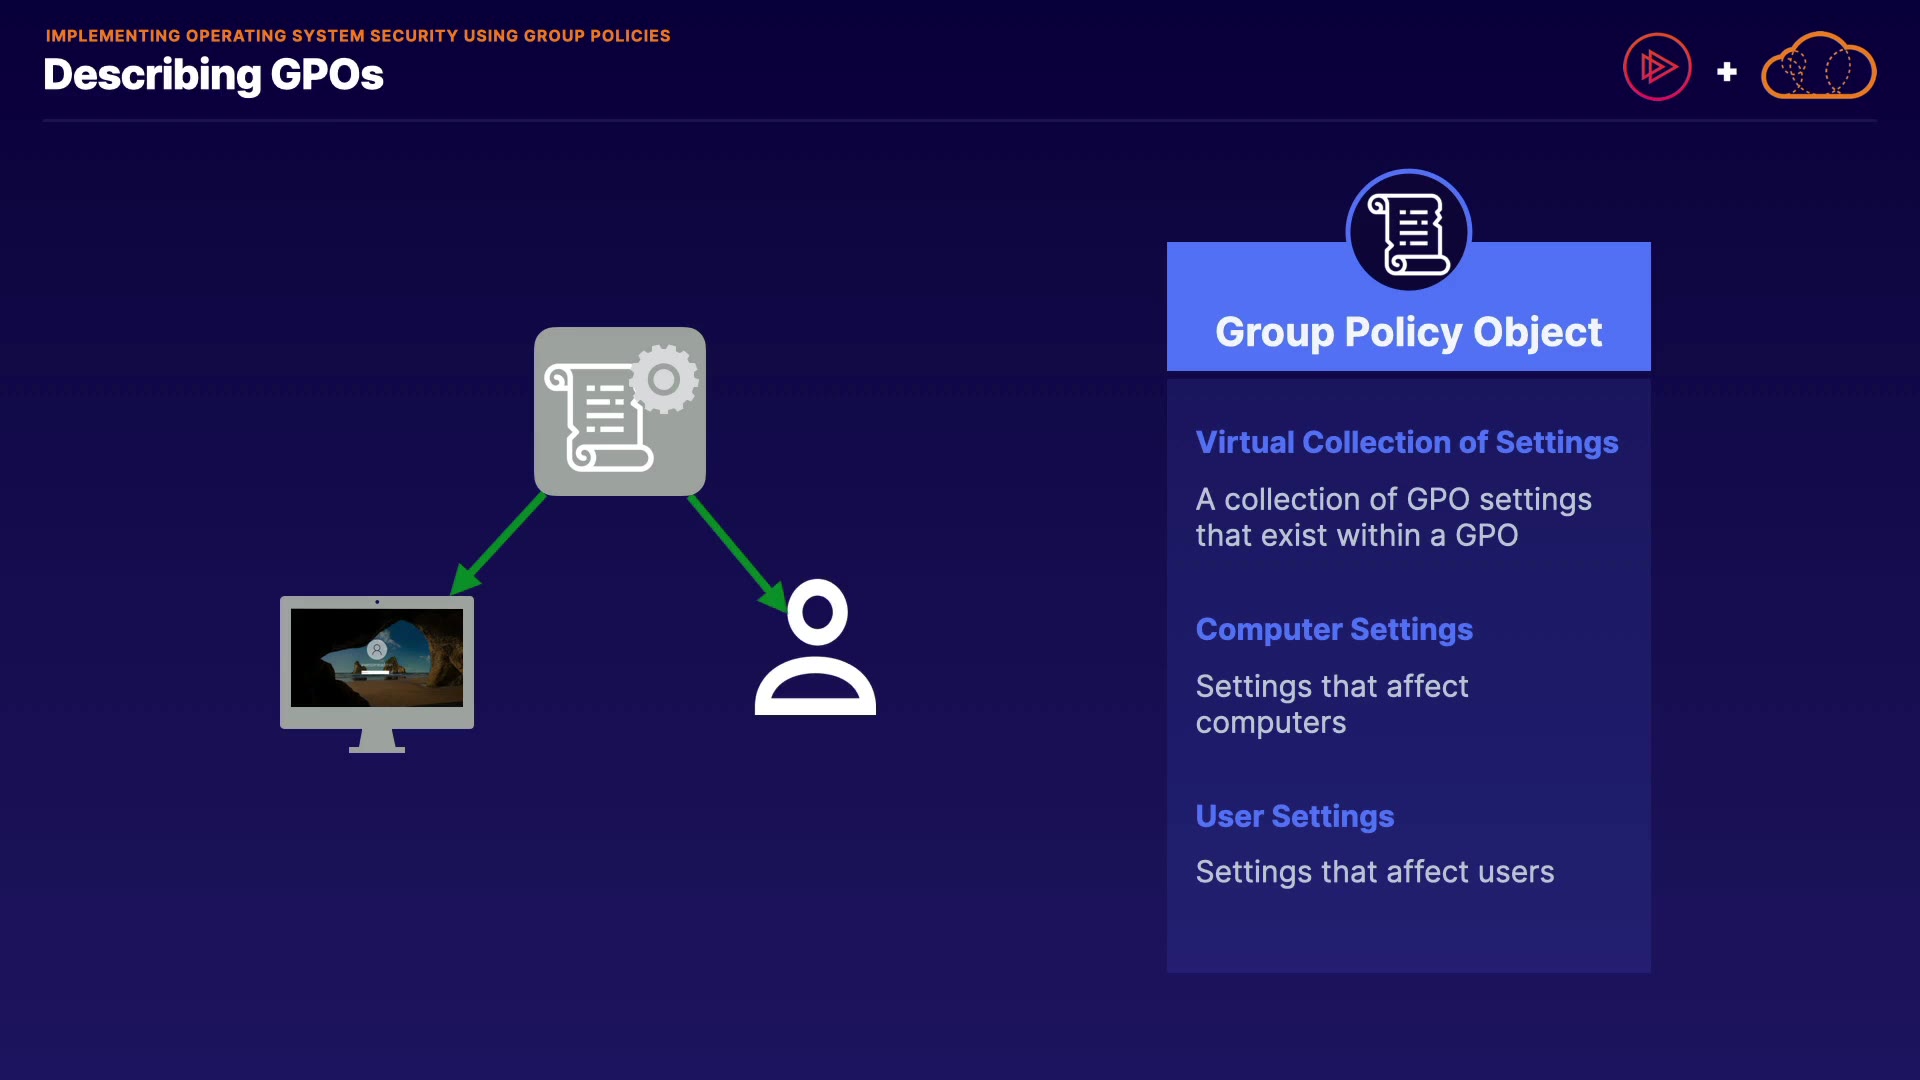 IMPLEMENTING OPERATING SYSTEM SECURITY USING GROUP POLICIES
Describing GPOs
Group Policy Object
Virtual Collection of Settings
A collection of GPO settings
that exist within a GPO
Computer Settings
Settings that affect
computers
User Settings
Settings that affect users